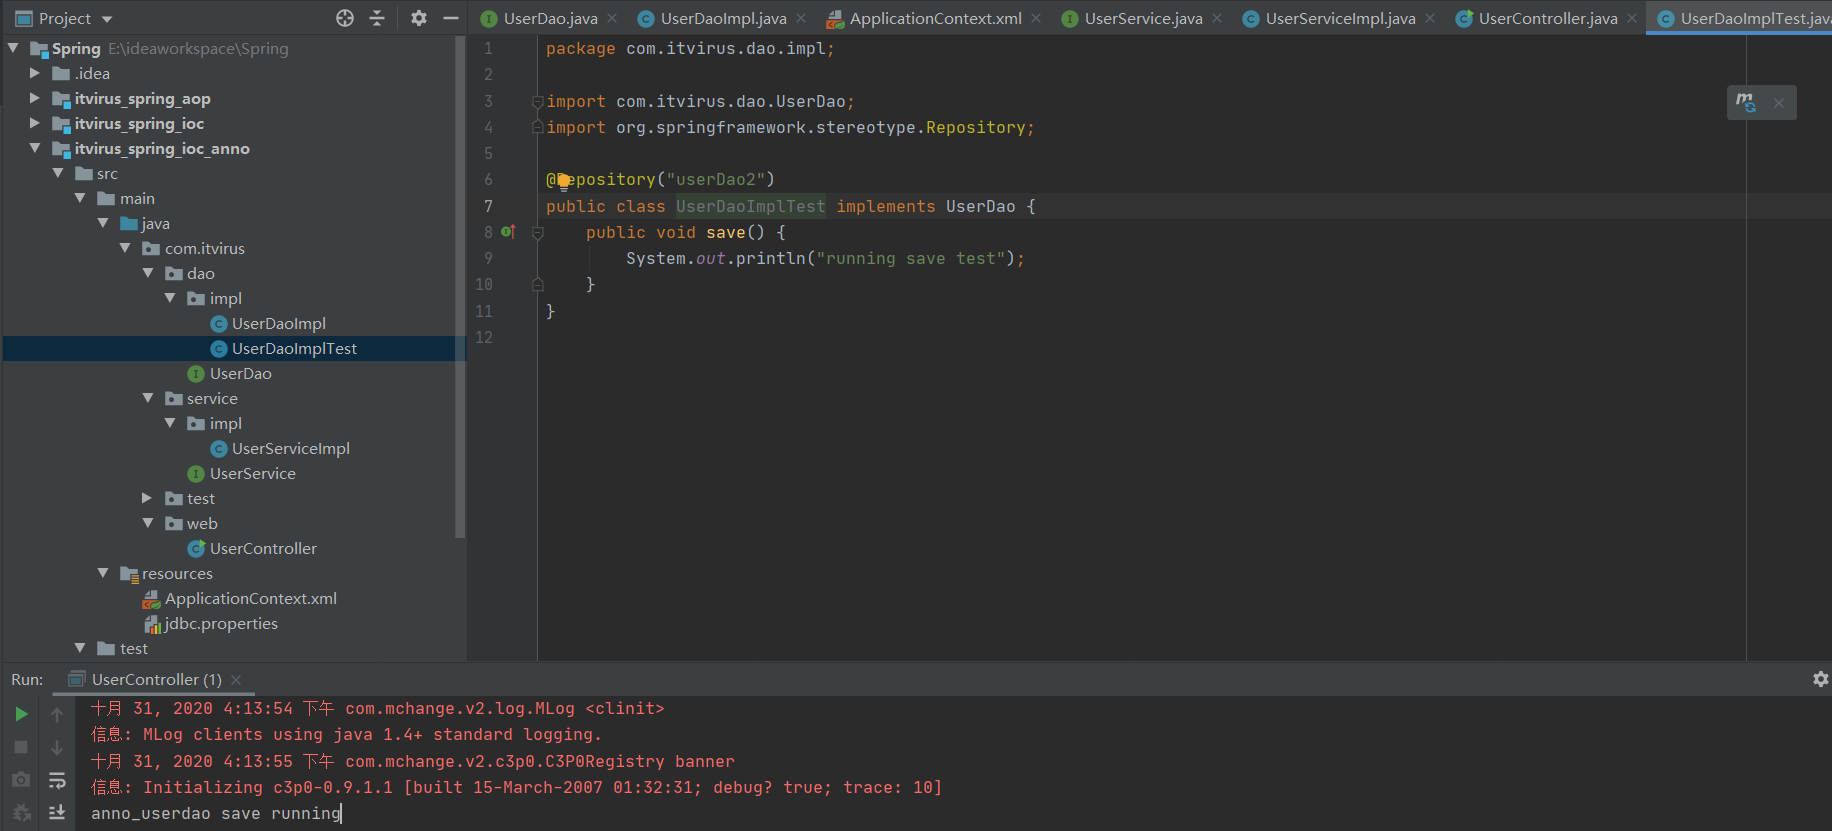 Project
UserDao.java
UserDaoImpl.java
ApplicationContext.xml
UserService.java
UserServiceImpl.java
UserController.java
UserDaoImplTest.java
Spring E:\ideaworkspace\Spring
.idea
itvirus_spring_aop
itvirus_spring_ioc
itvirus_spring_ioc_anno
src
main
java
com.itvirus
dao
impl
UserDaoImpl
UserDaoImplTest
UserDao
service
impl
UserServiceImpl
UserService
test
web
UserController
resources
ApplicationContext.xml
jdbc.properties
test
1 package com.itvirus.dao.impl;
2
3 import com.itvirus.dao.UserDao;
4 import org.springframework.stereotype.Repository;
5
6 @Repository("userDao2")
7 public class UserDaoImplTest implements UserDao {
8 public void save() {
9 System.out.println("running save test");
10 }
11 }
12
Run: UserController (1)
十月 31, 2020 4:13:54 下午 com.mchange.v2.log.MLog <clinit>
信息: MLog clients using java 1.4+ standard logging.
十月 31, 2020 4:13:55 下午 com.mchange.v2.c3p0.C3P0Registry banner
信息: Initializing c3p0-0.9.1.1 [built 15-March-2007 01:32:31; debug? true; trace: 10]
anno_userdao save running